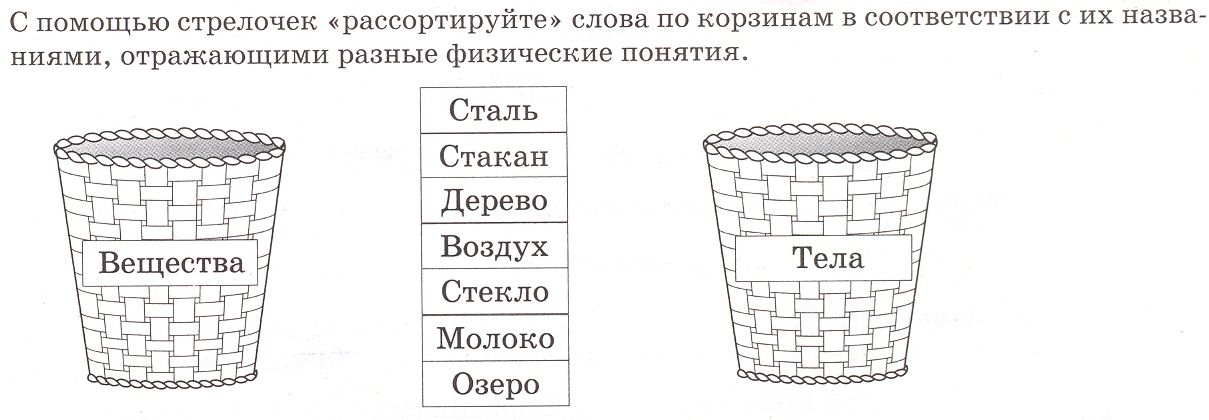 С помощью стрелочек «рассортируйте» слова по корзинам в соответствии с их назва-
ниями, отражающими разные физические понятия.
Сталь
Стакан
Дерево
Воздух
Стекло
Молоко
Озеро
Вещества
Тела